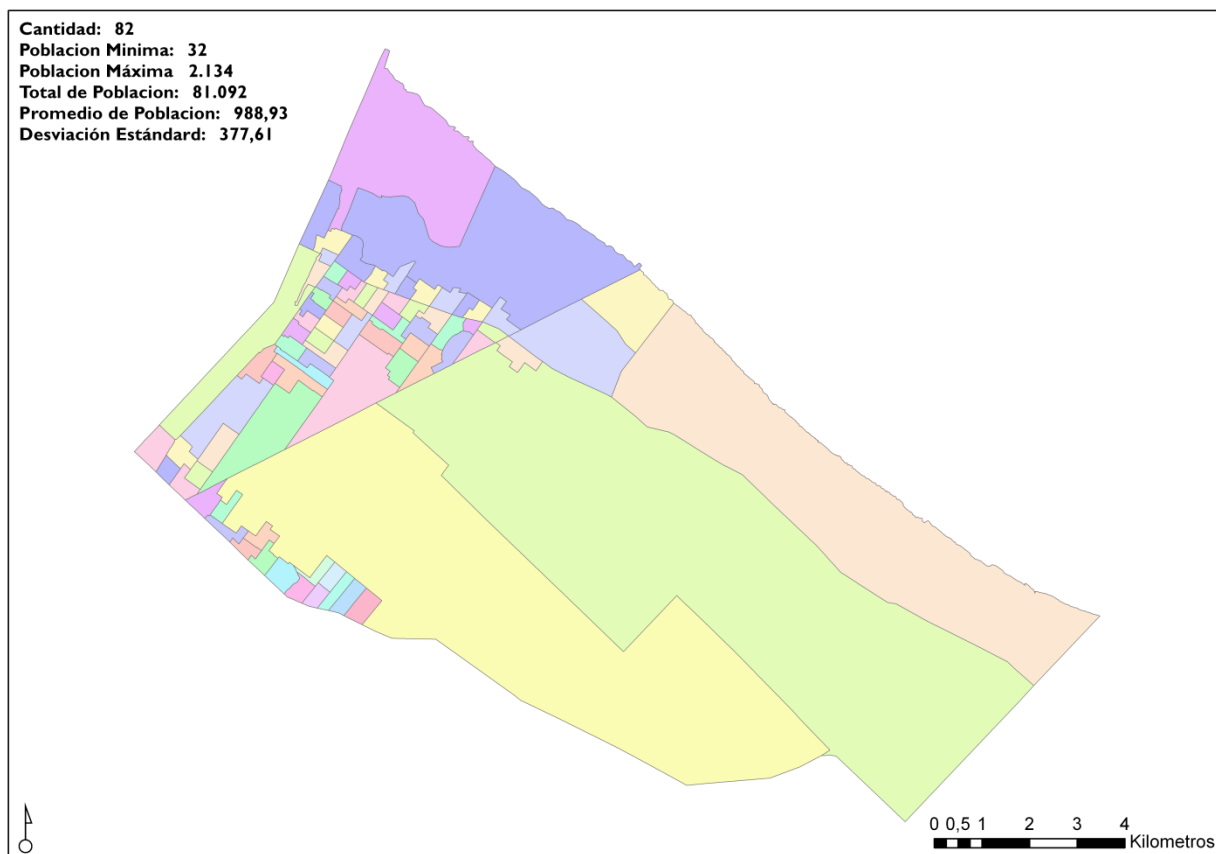 Cantidad: 82
Poblacion Minima: 32
Poblacion Máxima 2.134
Total de Poblacion: 81.092
Promedio de Poblacion: 988,93
Desviación Estándard: 377,61
0 0,5 1 2 3 4
Kilometros